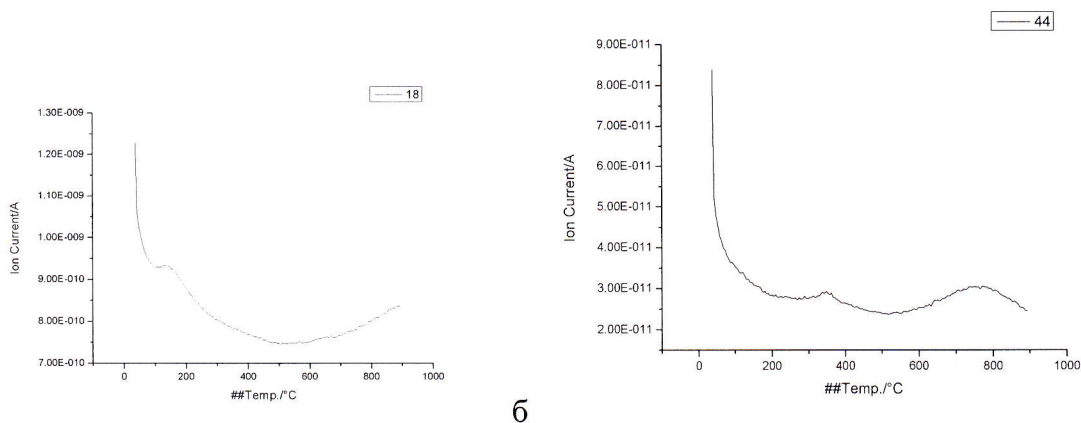 18
1.30E-009
1.20E-009
1.10E-009
1.00E-009
9.00E-010
8.00E-010
7.00E-010
Ion Current/A
0 200 400 600 800 1000
##Temp./°C
б
44
9.00E-011
8.00E-011
7.00E-011
6.00E-011
5.00E-011
4.00E-011
3.00E-011
2.00E-011
Ion Current/A
0 200 400 600 800 1000
##Temp./°C